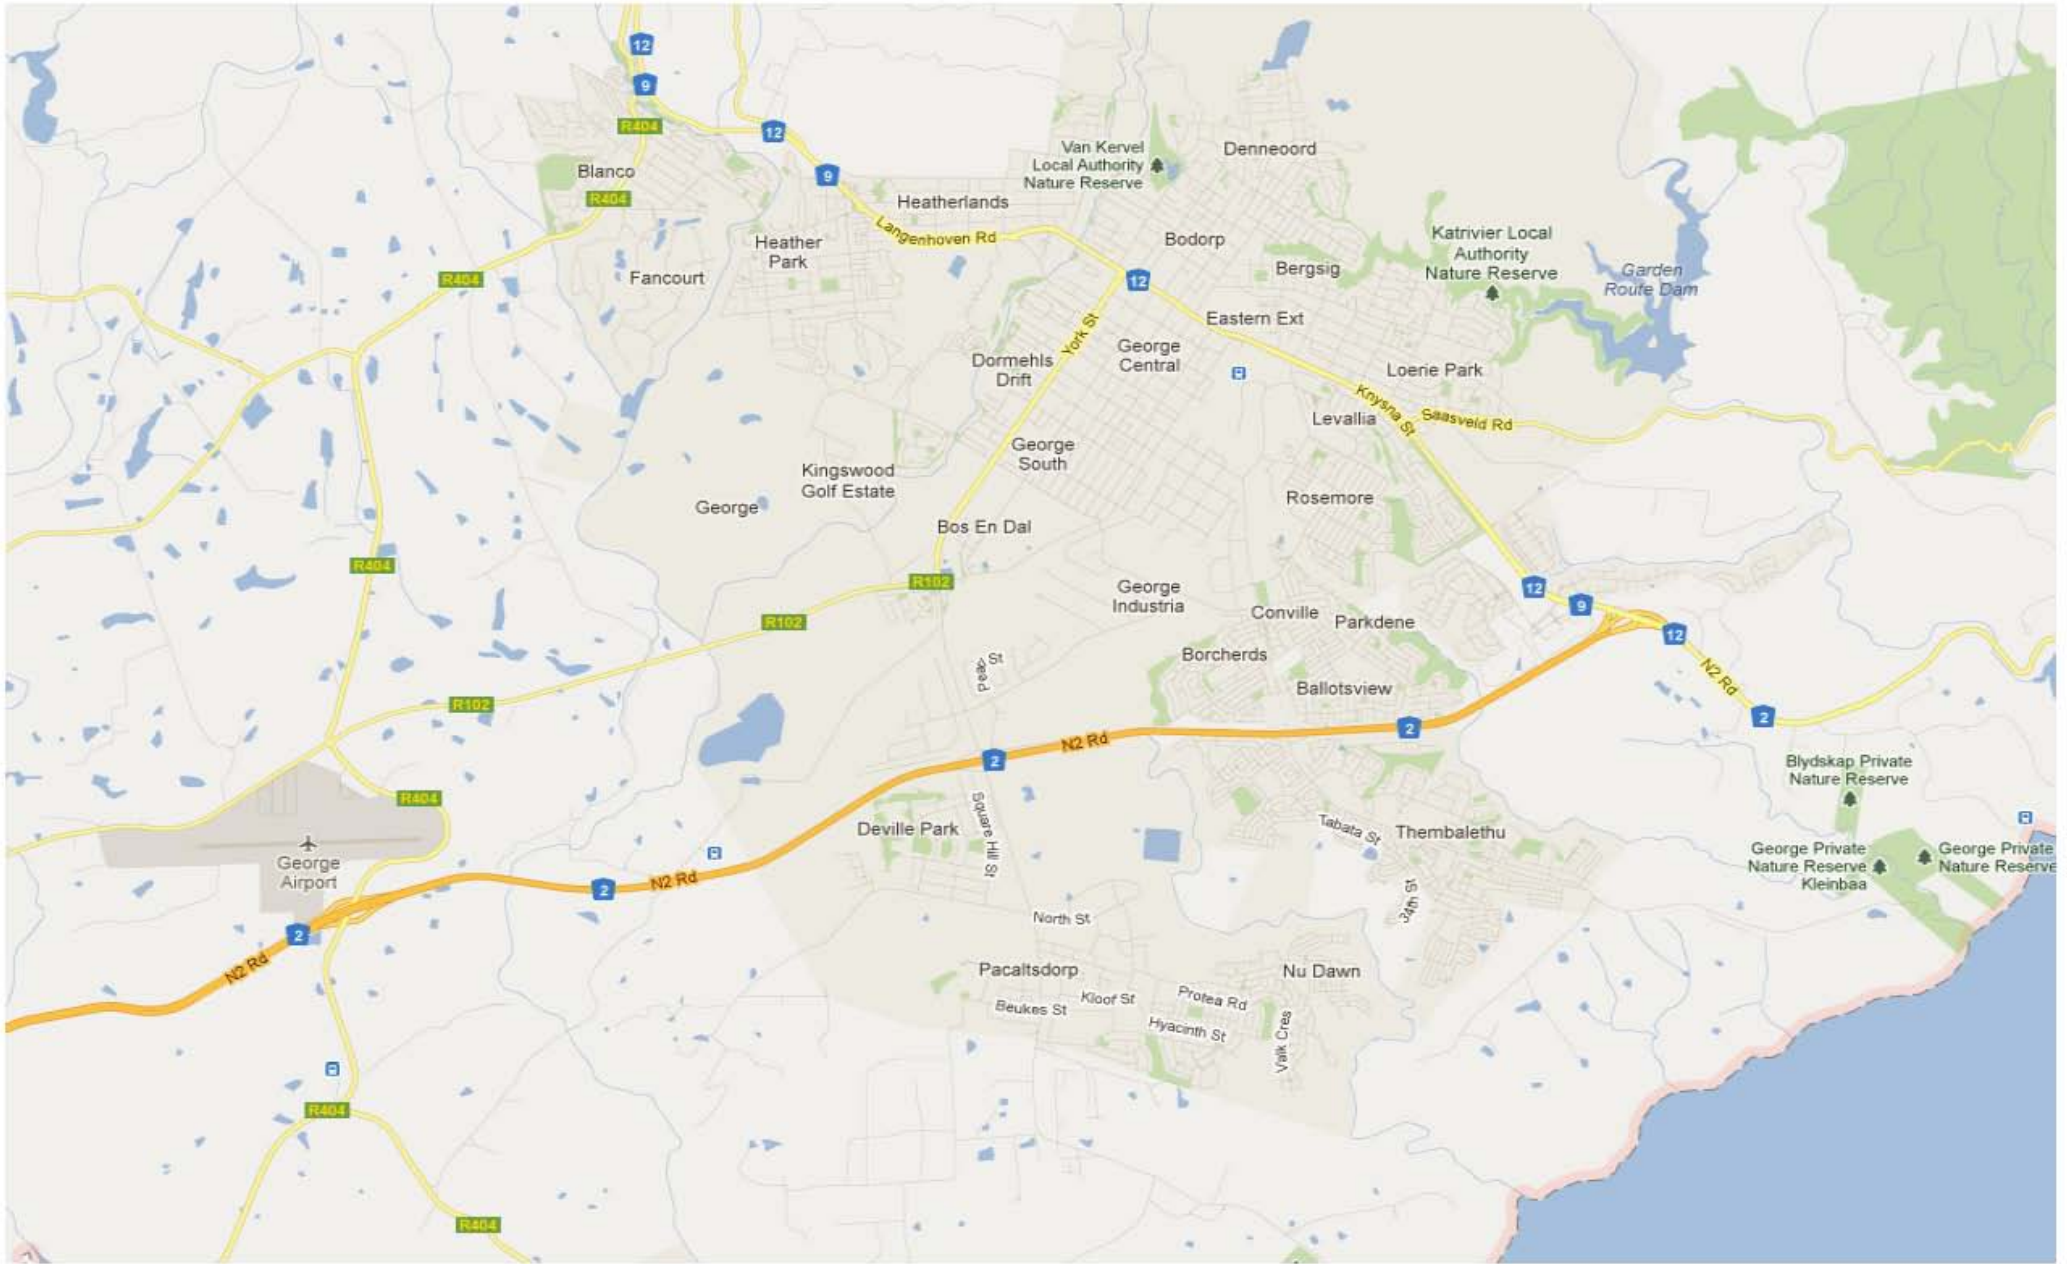 12
9
R404
12
Blanco
9
R404
Van Kervel
Local Authority
Nature Reserve
Denneoord
Heatherlands
Langenhoven Rd
Heather
Park
Bodorp
Katrivier Local
Authority
Nature Reserve
Bergsig
Garden
Route Dam
R404
Fancourt
12
Eastern Ext
York St
George
Central
Dormehls
Drift
Loerie Park
Knysna St
Saasveld Rd
Levallia
George
South
Kingswood
Golf Estate
George
Rosemore
Bos En Dal
R404
R102
12
9
George
Industria
Conville
Parkdene
R102
12
Borcherds
Pear St
Ballotsview
N2 Rd
R102
2
2
N2 Rd
2
Blydskap Private
Nature Reserve
R404
Square Hill St
Deville Park
Tabata St
Thembalethu
George
Airport
George Private
Nature Reserve
Kleinbaa
George Private
Nature Reserve
N2 Rd
2
34th St
North St
2
N2 Rd
Pacaltsdorp
Nu Dawn
Beukes St
Kloof St
Protea Rd
Hyacinth St
Valk Cres
R404
R404